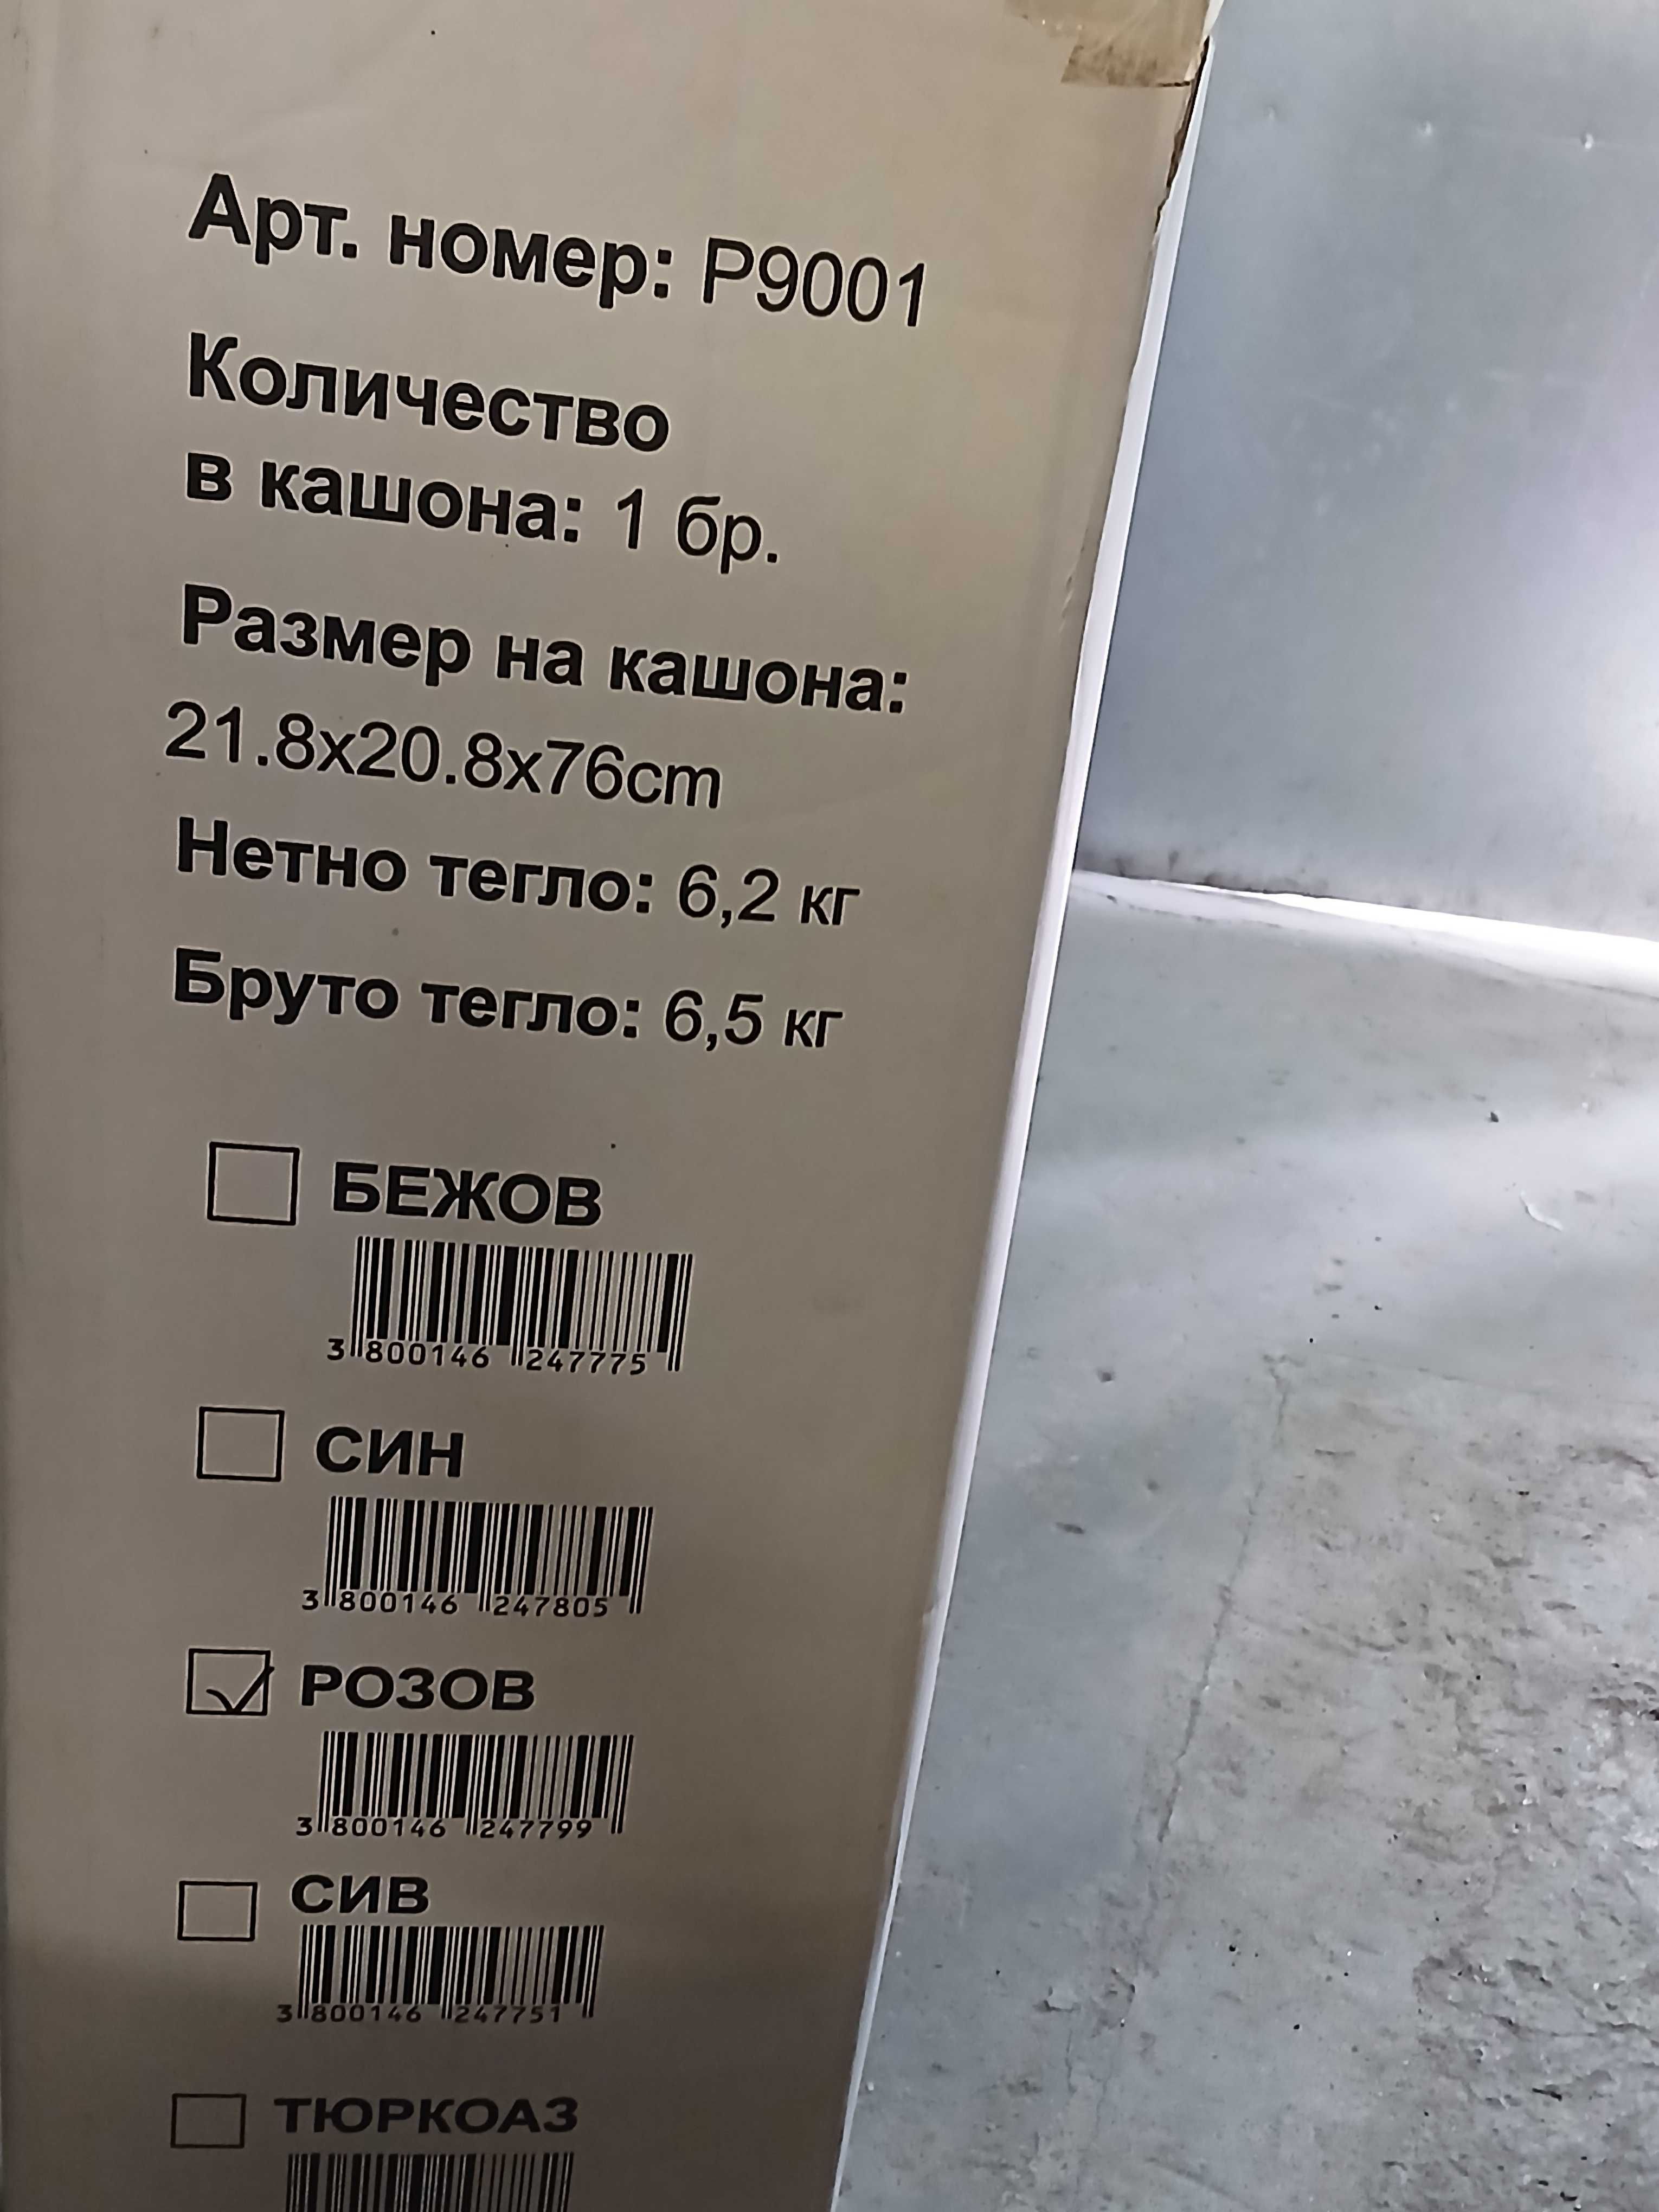 Арт. номер: P9001
Количество
в кашона: 1 бр.
Размер на кашона:
21.8x20.8x76cm
Нетно тегло: 6,2 кг
Бруто тегло: 6,5 кг
БЕЖОВ
3 800146 247775
СИН
3 800146 247805
РОЗОВ
3 800146 247799
СИВ
3 800146 247751
ТЮРКОАЗ